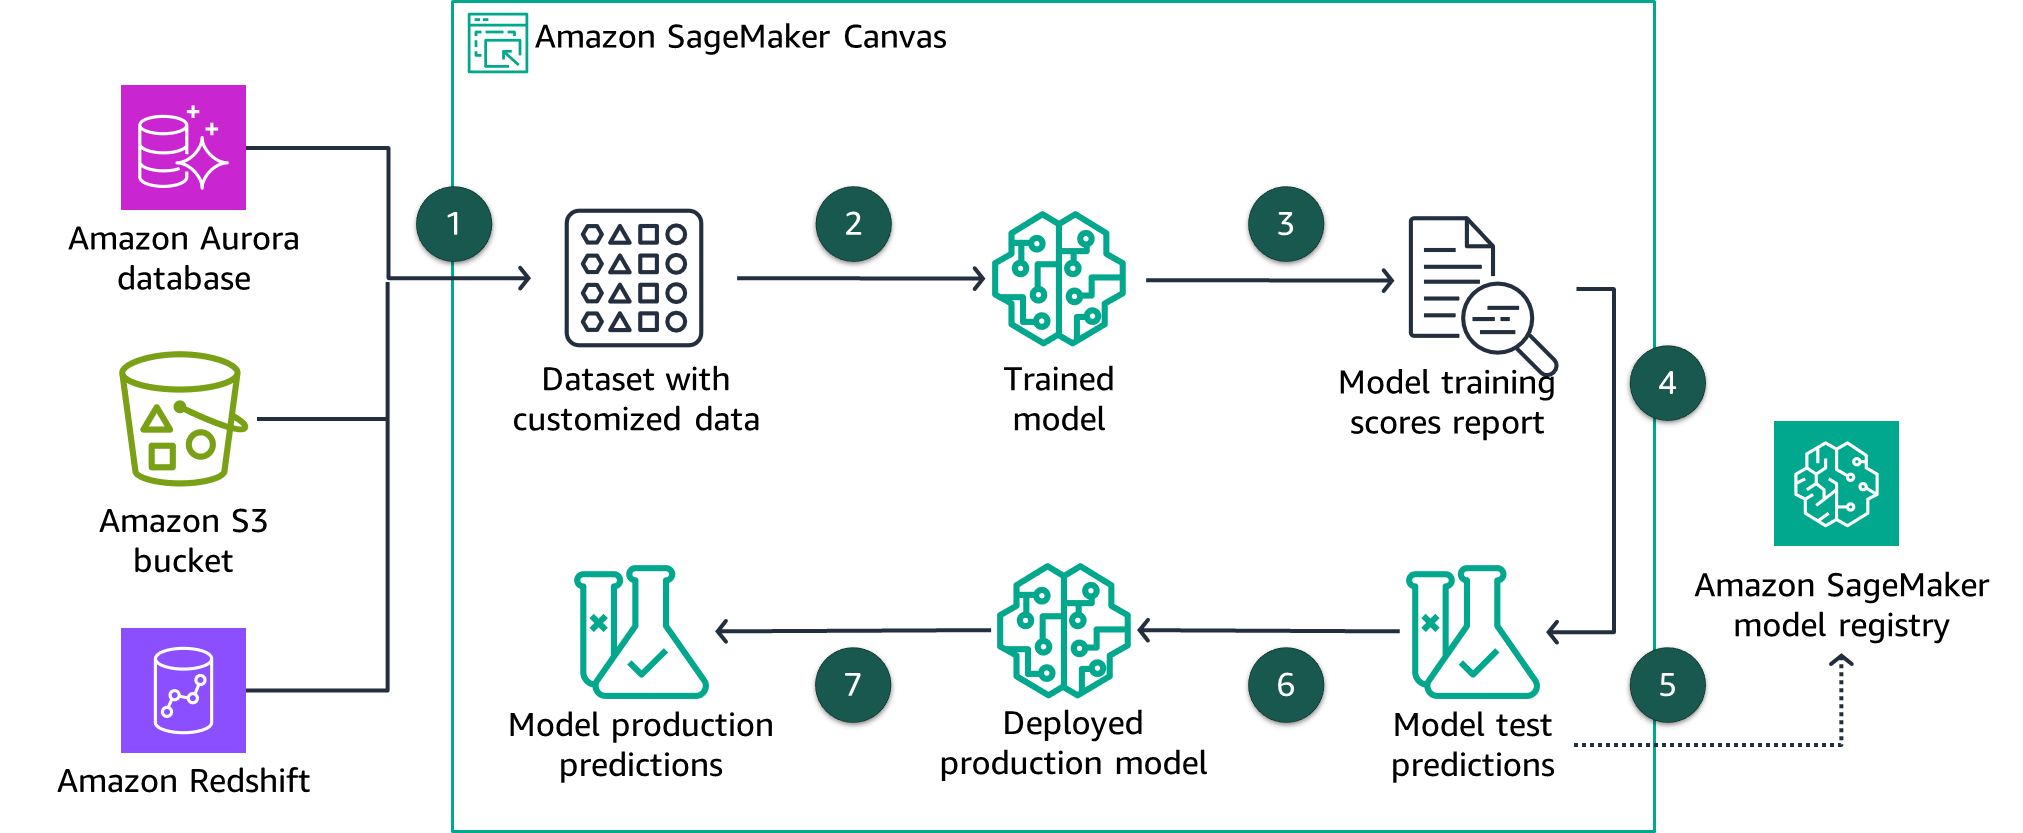 Amazon SageMaker Canvas
Amazon Aurora
database
Amazon S3
bucket
Amazon Redshift
1
Dataset with
customized data
2
Trained
model
3
Model training
scores report
4
Amazon SageMaker
model registry
5
Model test
predictions
6
Deployed
production model
7
Model production
predictions